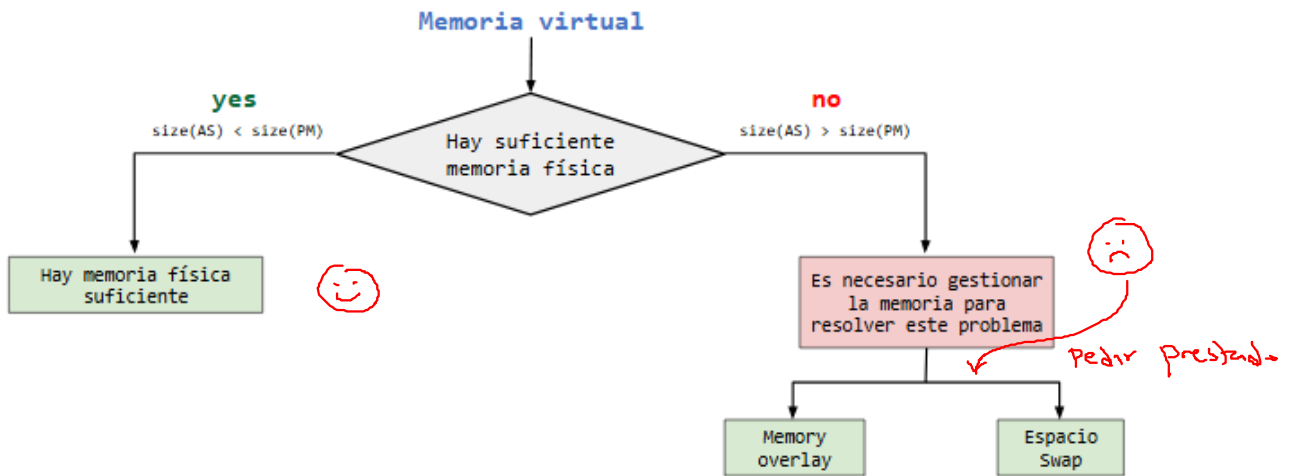 Memoria virtual
yes
size(AS) < size(PM)
no
size(AS) > size(PM)
Hay suficiente
memoria física
Hay memoria física
suficiente
Es necesario gestionar
la memoria para
resolver este problema
Pedir prestado
Memory
overlay
Espacio
Swap